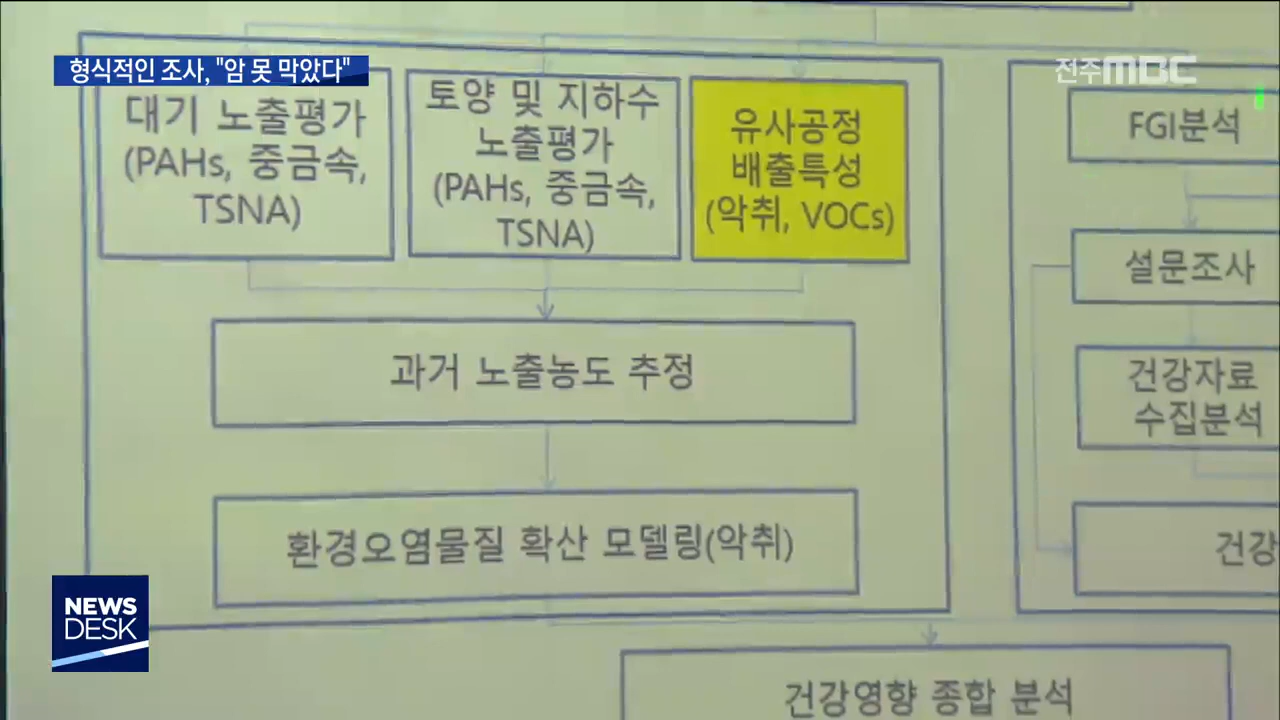 형식적인 조사, "암 못 막았다"
전주MBC
대기 노출평가
(PAHs, 중금속,
TSNA)
토양 및 지하수
노출평가
(PAHs, 중금속,
TSNA)
유사공정
배출특성
(악취, VOCs)
과거 노출농도 추정
환경오염물질 확산 모델링(악취)
FGI분석
설문조사
건강자료
수집분석
건강
건강영향 종합 분석
NEWS
DESK